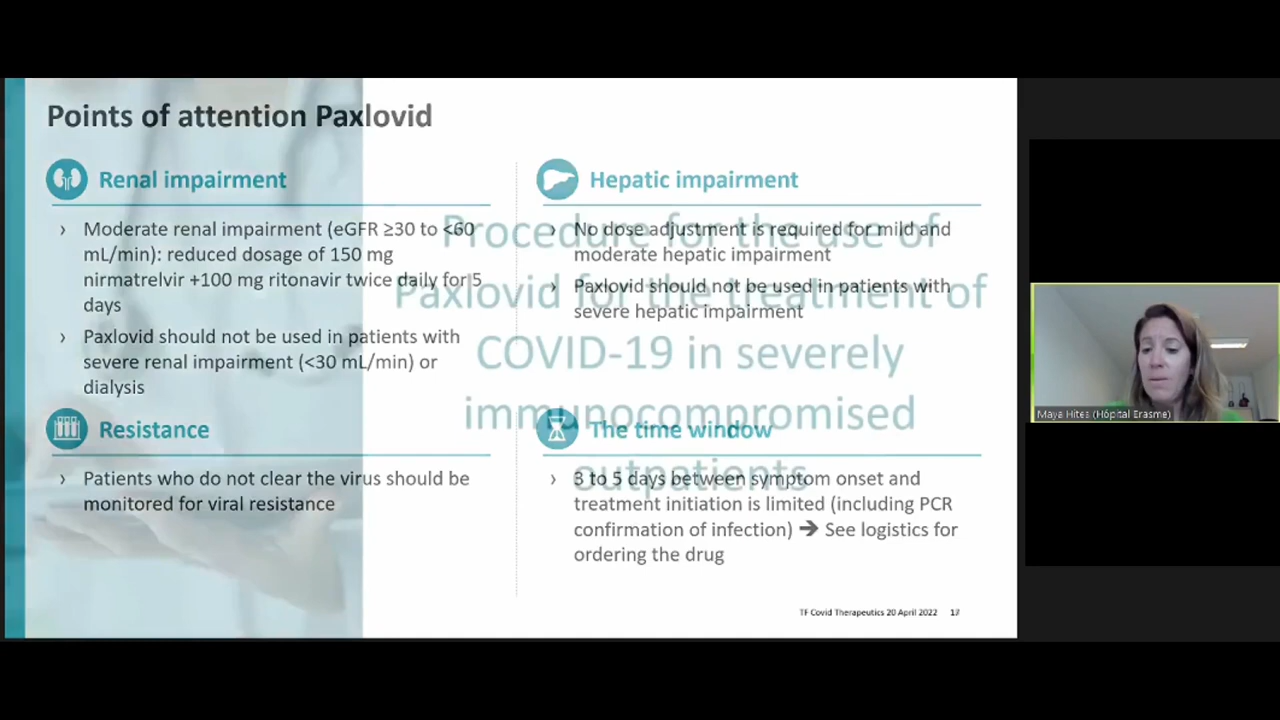 Points of attention Paxlovid
Renal impairment
› Moderate renal impairment (eGFR ≥30 to <60
mL/min): reduced dosage of 150 mg
nirmatrelvir +100 mg ritonavir twice daily for 5
days
› Paxlovid should not be used in patients with
severe renal impairment (<30 mL/min) or
dialysis
Hepatic impairment
› No dose adjustment is required for mild and
moderate hepatic impairment
› Paxlovid should not be used in patients with
severe hepatic impairment
Resistance
› Patients who do not clear the virus should be
monitored for viral resistance
The time window
› 3 to 5 days between symptom onset and
treatment initiation is limited (including PCR
confirmation of infection) ➔ See logistics for
ordering the drug
Procedure for the use of
Paxlovid for the treatment of
COVID-19 in severely
immunocompromised
outpatients
TF Covid Therapeutics 20 April 2022 17
Maya Hites (Hôpital Erasme)